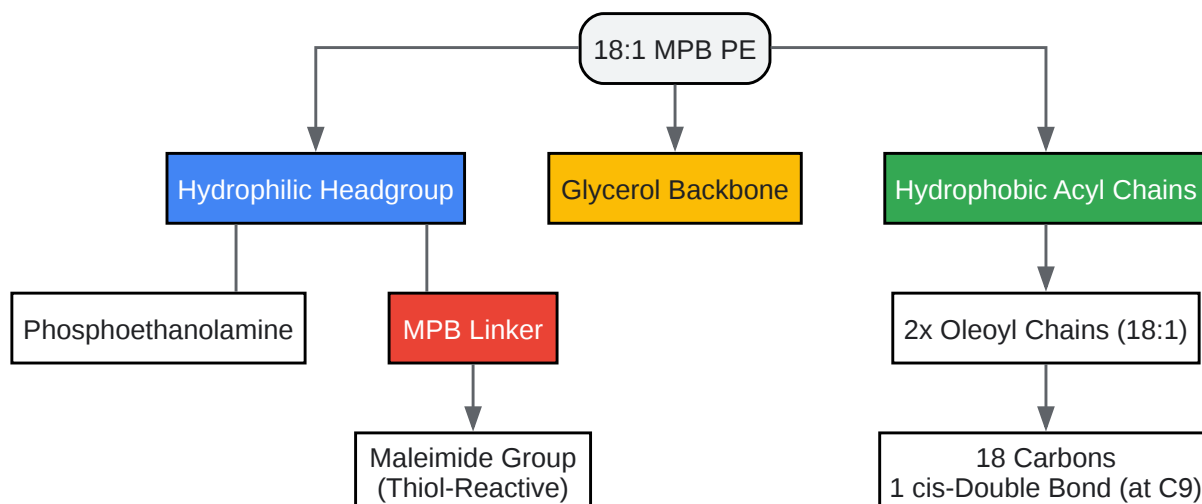 18:1 MPB PE
Hydrophilic Headgroup
Glycerol Backbone
Hydrophobic Acyl Chains
Phosphoethanolamine
MPB Linker
2x Oleoyl Chains (18:1)
Maleimide Group
(Thiol-Reactive)
18 Carbons
1 cis-Double Bond (at C9)